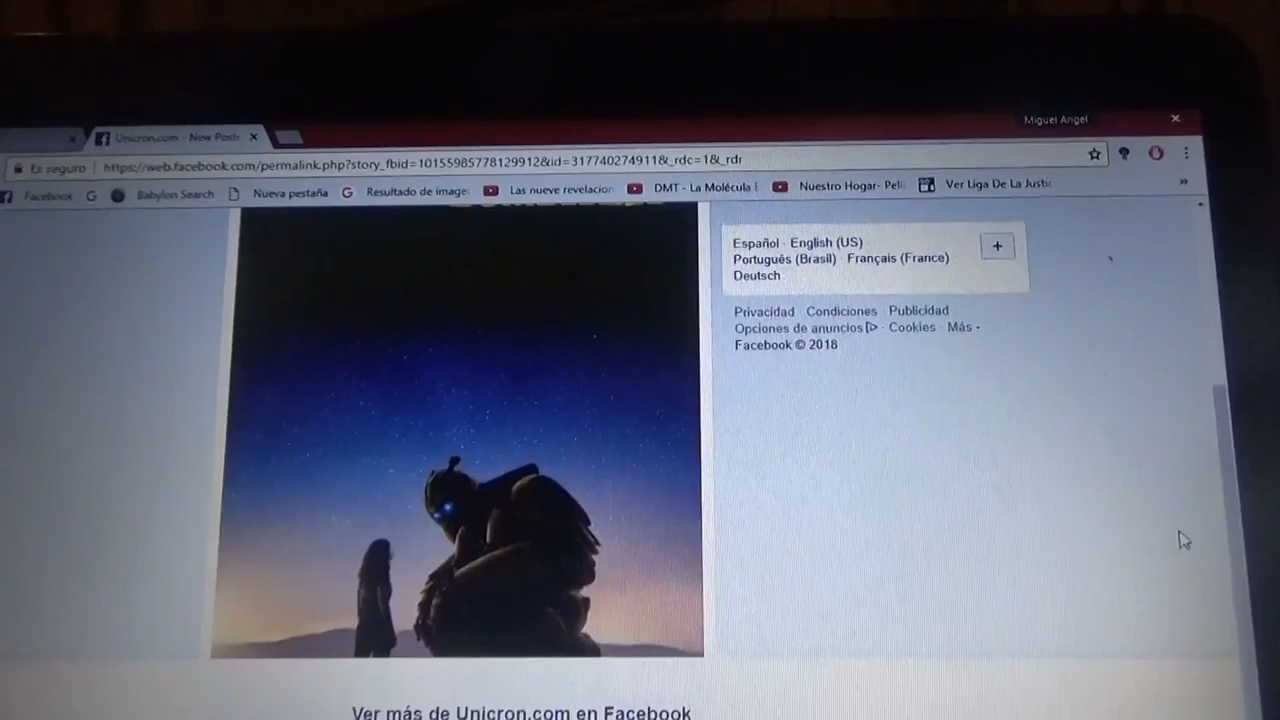 Miguel Angel
Unicron.com - New Posts
Es seguro
https://web.facebook.com/permalink.php?story_fbid=10155985778129912&id=317740274911&_rdc=1&_rdr
Facebook
Babylon Search
Nueva pestaña
Resultado de image
Las nueve revelacion
DMT - La Molécula
Nuestro Hogar- Peli
Ver Liga De La Justic
Español · English (US)
Português (Brasil) · Français (France)
Deutsch
Privacidad · Condiciones · Publicidad
Opciones de anuncios · Cookies · Más
Facebook © 2018
Ver más de Unicron.com en Facebook